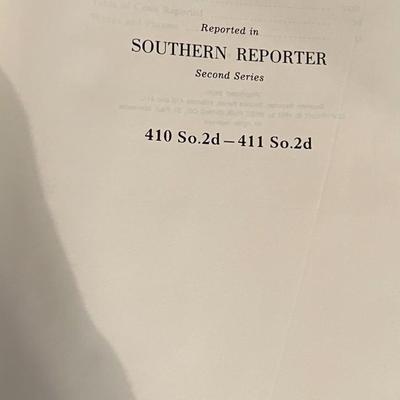 Reported in
SOUTHERN REPORTER
Second Series
410 So.2d—411 So.2d